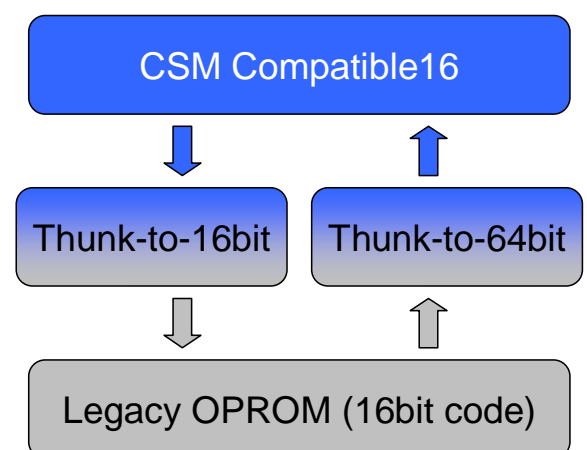 CSM Compatible16
Thunk-to-16bit
Thunk-to-64bit
Legacy OPROM (16bit code)